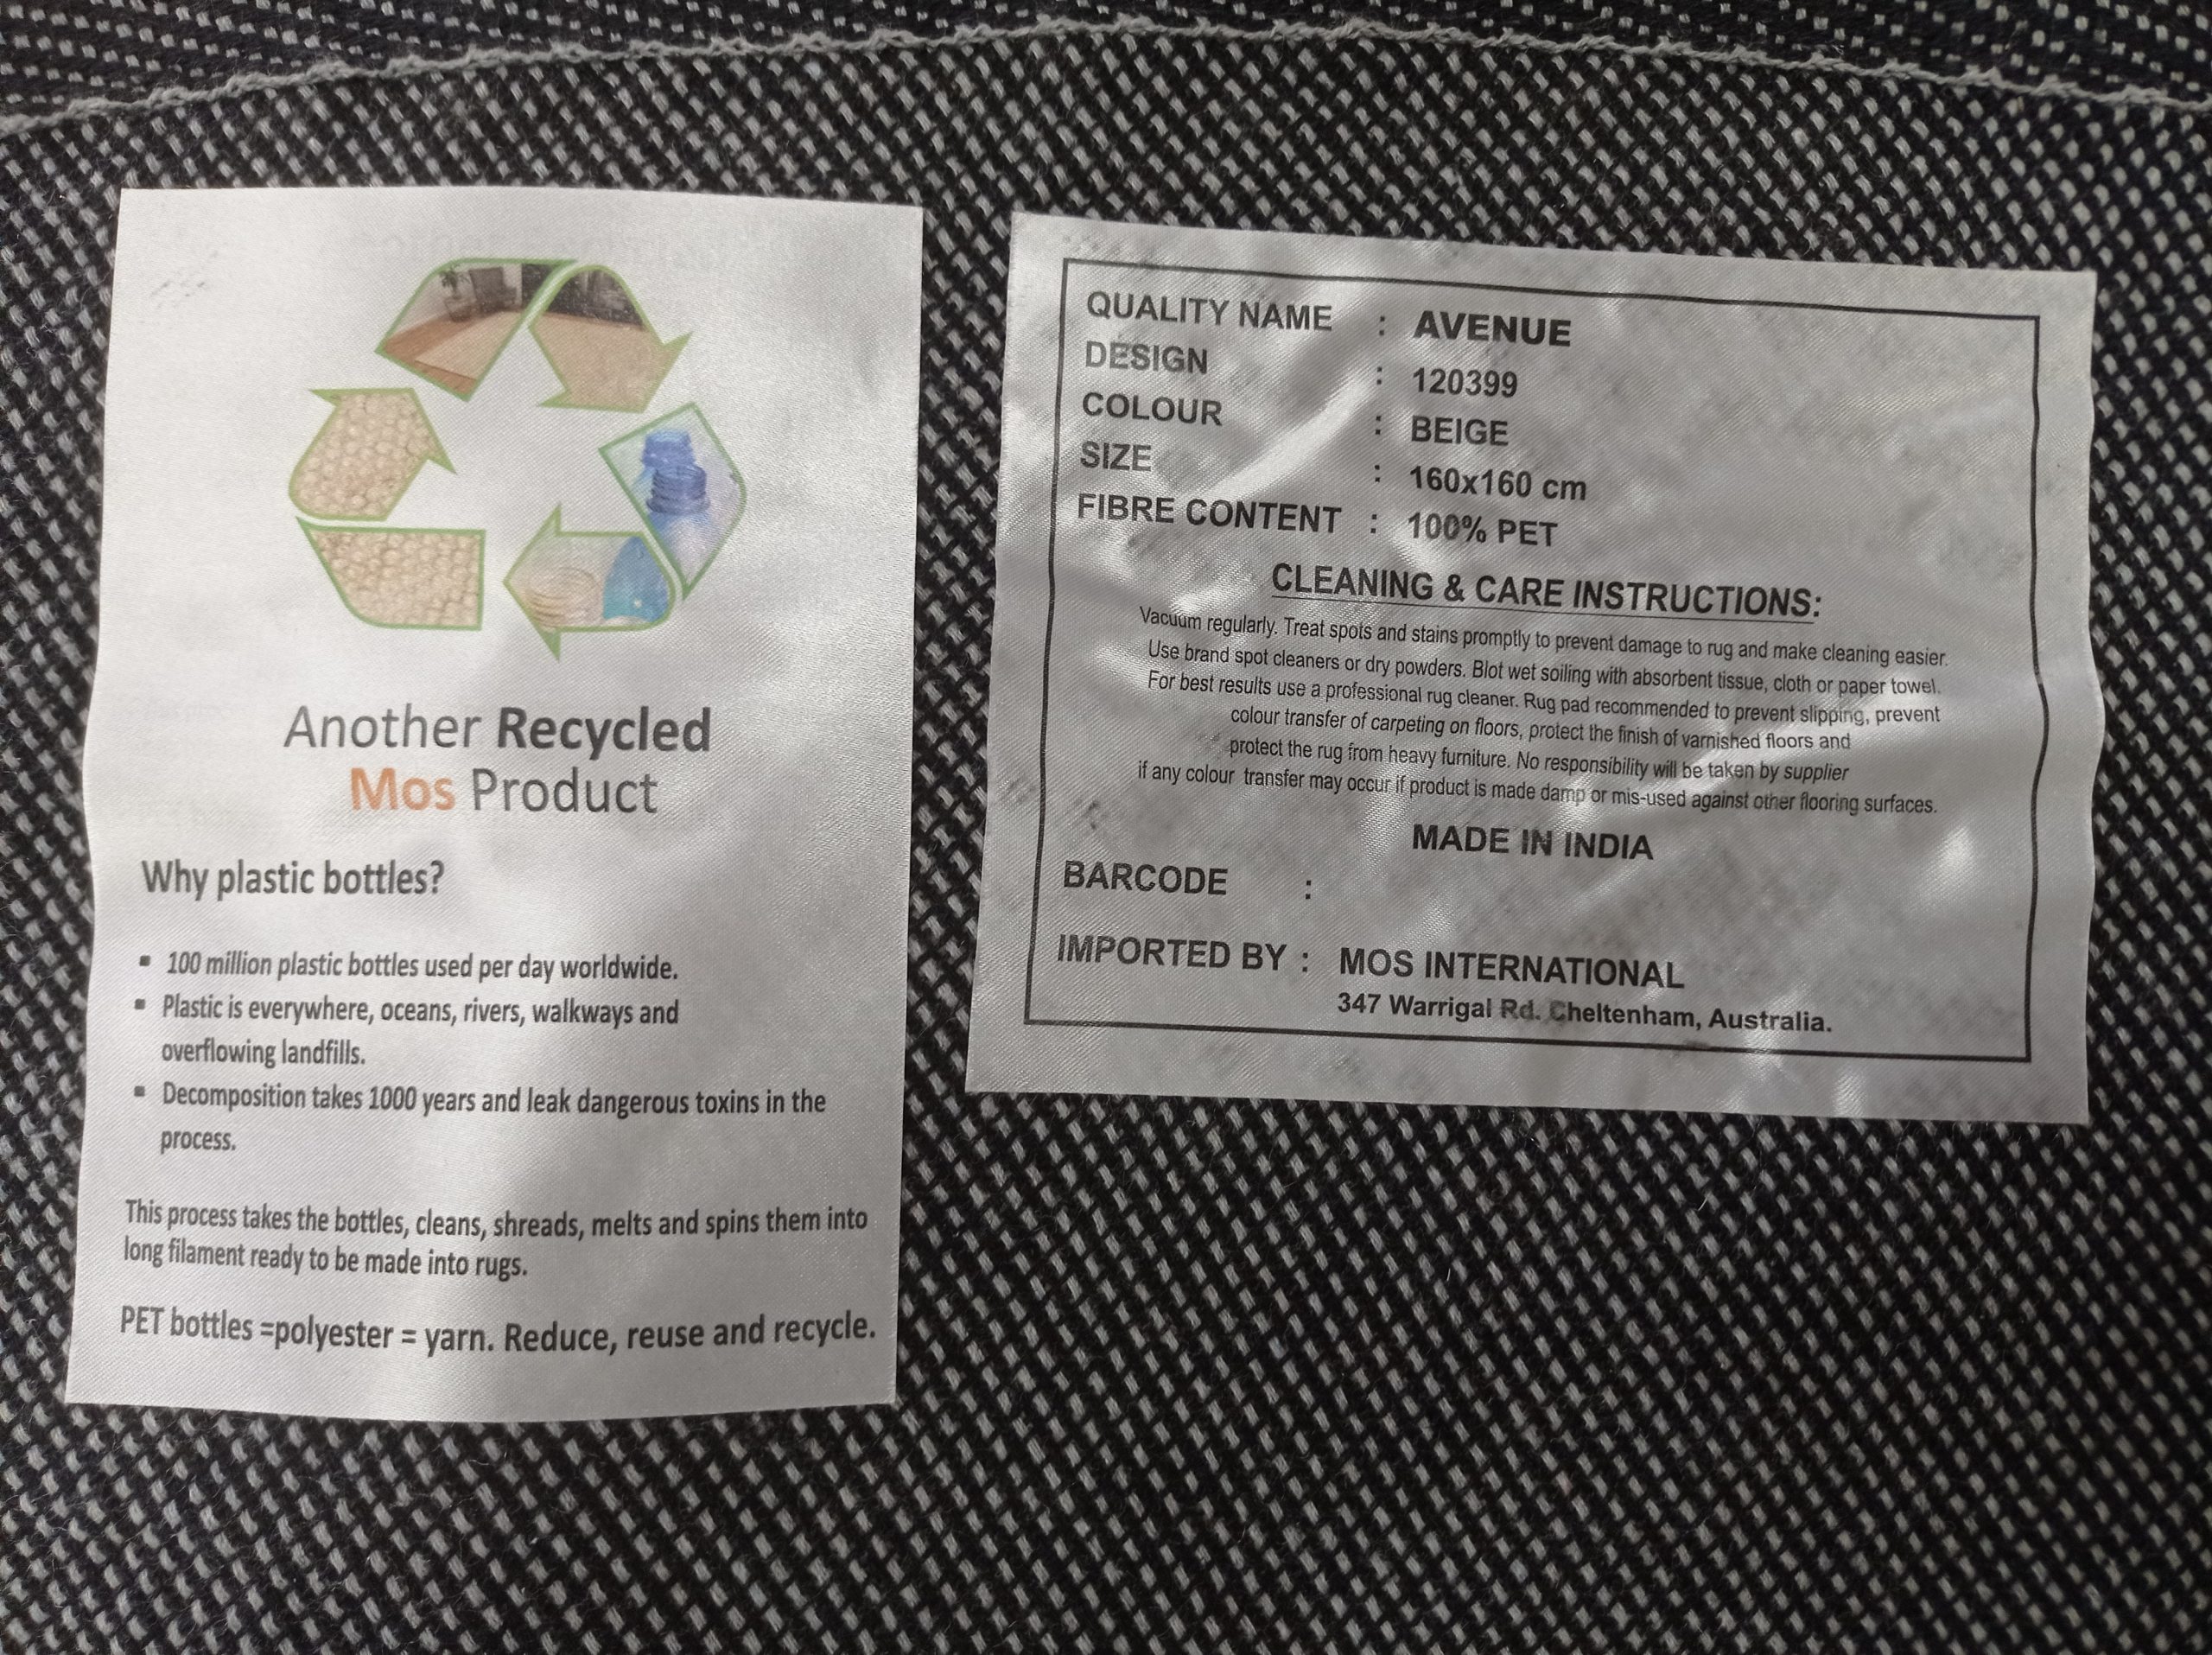 Another Recycled
Mos Product
Why plastic bottles?
▪ 100 million plastic bottles used per day worldwide.
▪ Plastic is everywhere, oceans, rivers, walkways and
overflowing landfills.
▪ Decomposition takes 1000 years and leak dangerous toxins in the
process.
This process takes the bottles, cleans, shreads, melts and spins them into
long filament ready to be made into rugs.
PET bottles =polyester = yarn. Reduce, reuse and recycle.
QUALITY NAME : AVENUE
DESIGN : 120399
COLOUR : BEIGE
SIZE : 160x160 cm
FIBRE CONTENT : 100% PET
CLEANING & CARE INSTRUCTIONS:
Vacuum regularly. Treat spots and stains promptly to prevent damage to rug and make cleaning easier.
Use brand spot cleaners or dry powders. Blot wet soiling with absorbent tissue, cloth or paper towel.
For best results use a professional rug cleaner. Rug pad recommended to prevent slipping, prevent
colour transfer of carpeting on floors, protect the finish of varnished floors and
protect the rug from heavy furniture. No responsibility will be taken by supplier
if any colour transfer may occur if product is made damp or mis-used against other flooring surfaces.
MADE IN INDIA
BARCODE :
IMPORTED BY : MOS INTERNATIONAL
347 Warrigal Rd. Cheltenham, Australia.